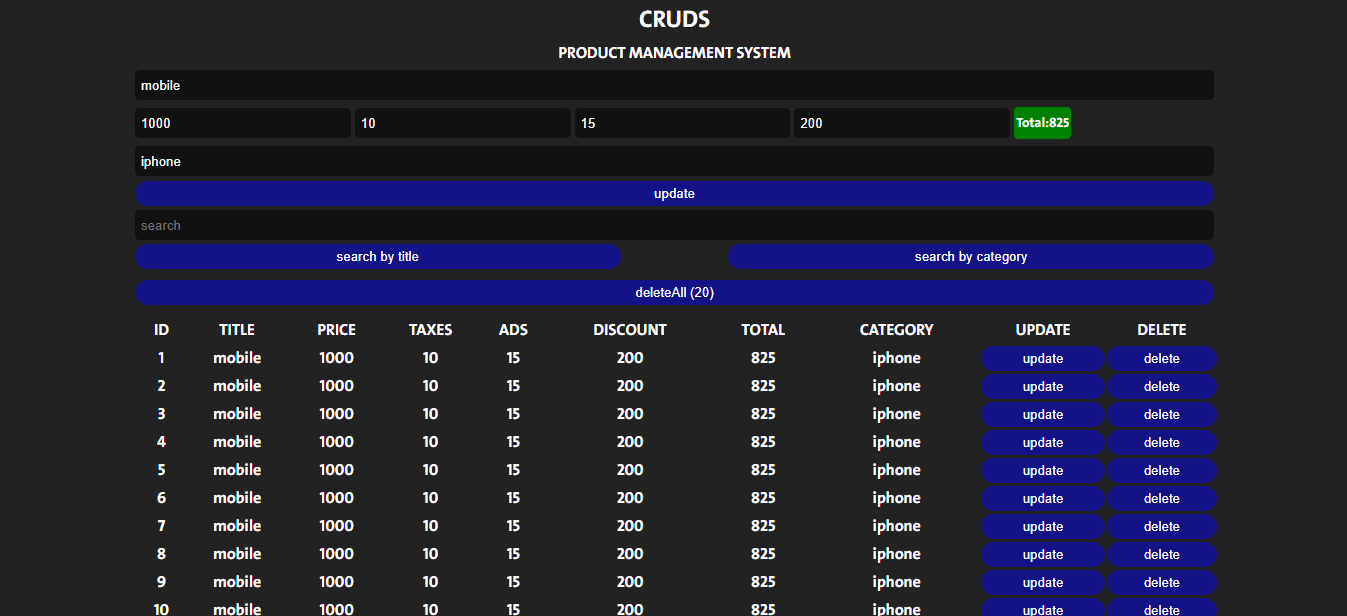 CRUDS
PRODUCT MANAGEMENT SYSTEM
mobile
1000 10 15 200 Total:825
iphone
update
search
search by title search by category
deleteAll (20)
ID TITLE PRICE TAXES ADS DISCOUNT TOTAL CATEGORY UPDATE DELETE
1 mobile 1000 10 15 200 825 iphone update delete
2 mobile 1000 10 15 200 825 iphone update delete
3 mobile 1000 10 15 200 825 iphone update delete
4 mobile 1000 10 15 200 825 iphone update delete
5 mobile 1000 10 15 200 825 iphone update delete
6 mobile 1000 10 15 200 825 iphone update delete
7 mobile 1000 10 15 200 825 iphone update delete
8 mobile 1000 10 15 200 825 iphone update delete
9 mobile 1000 10 15 200 825 iphone update delete
10 mobile 1000 10 15 200 825 iphone update delete